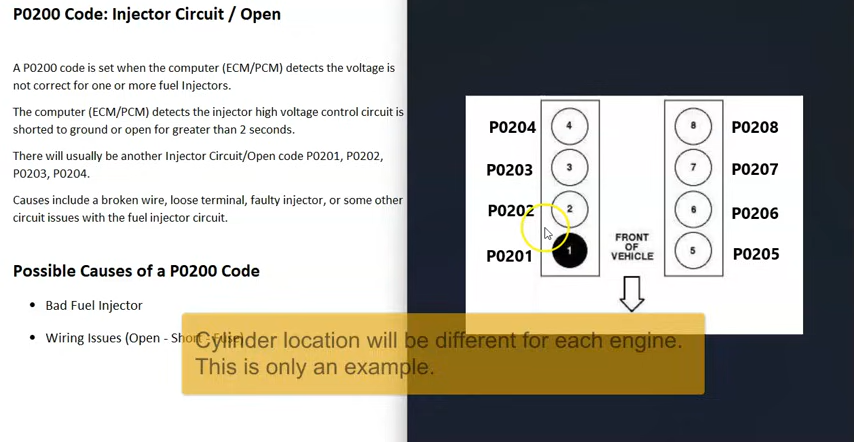 P0200 Code: Injector Circuit / Open
A P0200 code is set when the computer (ECM/PCM) detects the voltage is
not correct for one or more fuel Injectors.
The computer (ECM/PCM) detects the injector high voltage control circuit is
shorted to ground or open for greater than 2 seconds.
There will usually be another Injector Circuit/Open code P0201, P0202,
P0203, P0204.
Causes include a broken wire, loose terminal, faulty injector, or some other
circuit issues with the fuel injector circuit.
Possible Causes of a P0200 Code
• Bad Fuel Injector
• Wiring Issues (Open - Short - Fuse)
P0204 4 8 P0208
P0203 3 7 P0207
P0202 2 6 P0206
P0201 1 5 P0205
FRONT
OF
VEHICLE
Cylinder location will be different for each engine.
This is only an example.